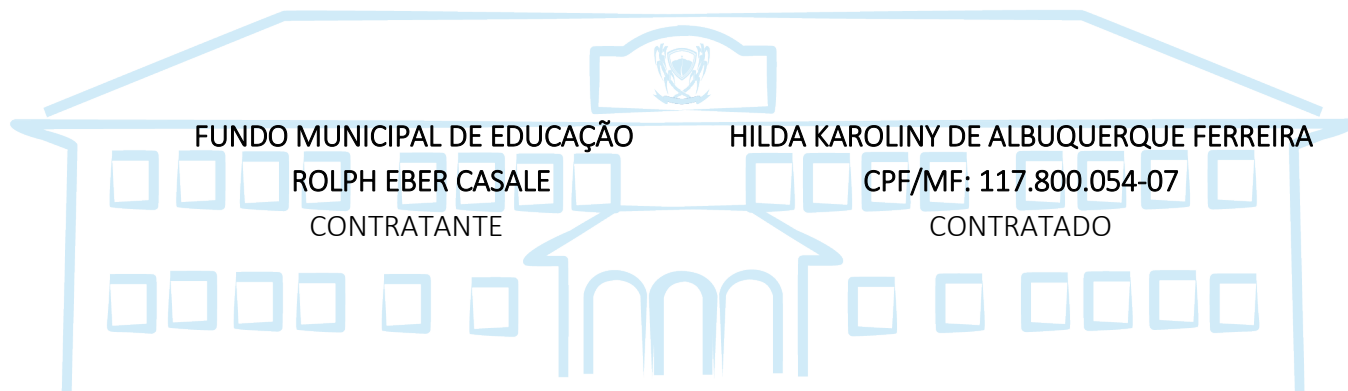 FUNDO MUNICIPAL DE EDUCAÇÃO
ROLPH EBER CASALE
CONTRATANTE
HILDA KAROLINY DE ALBUQUERQUE FERREIRA
CPF/MF: 117.800.054-07
CONTRATADO